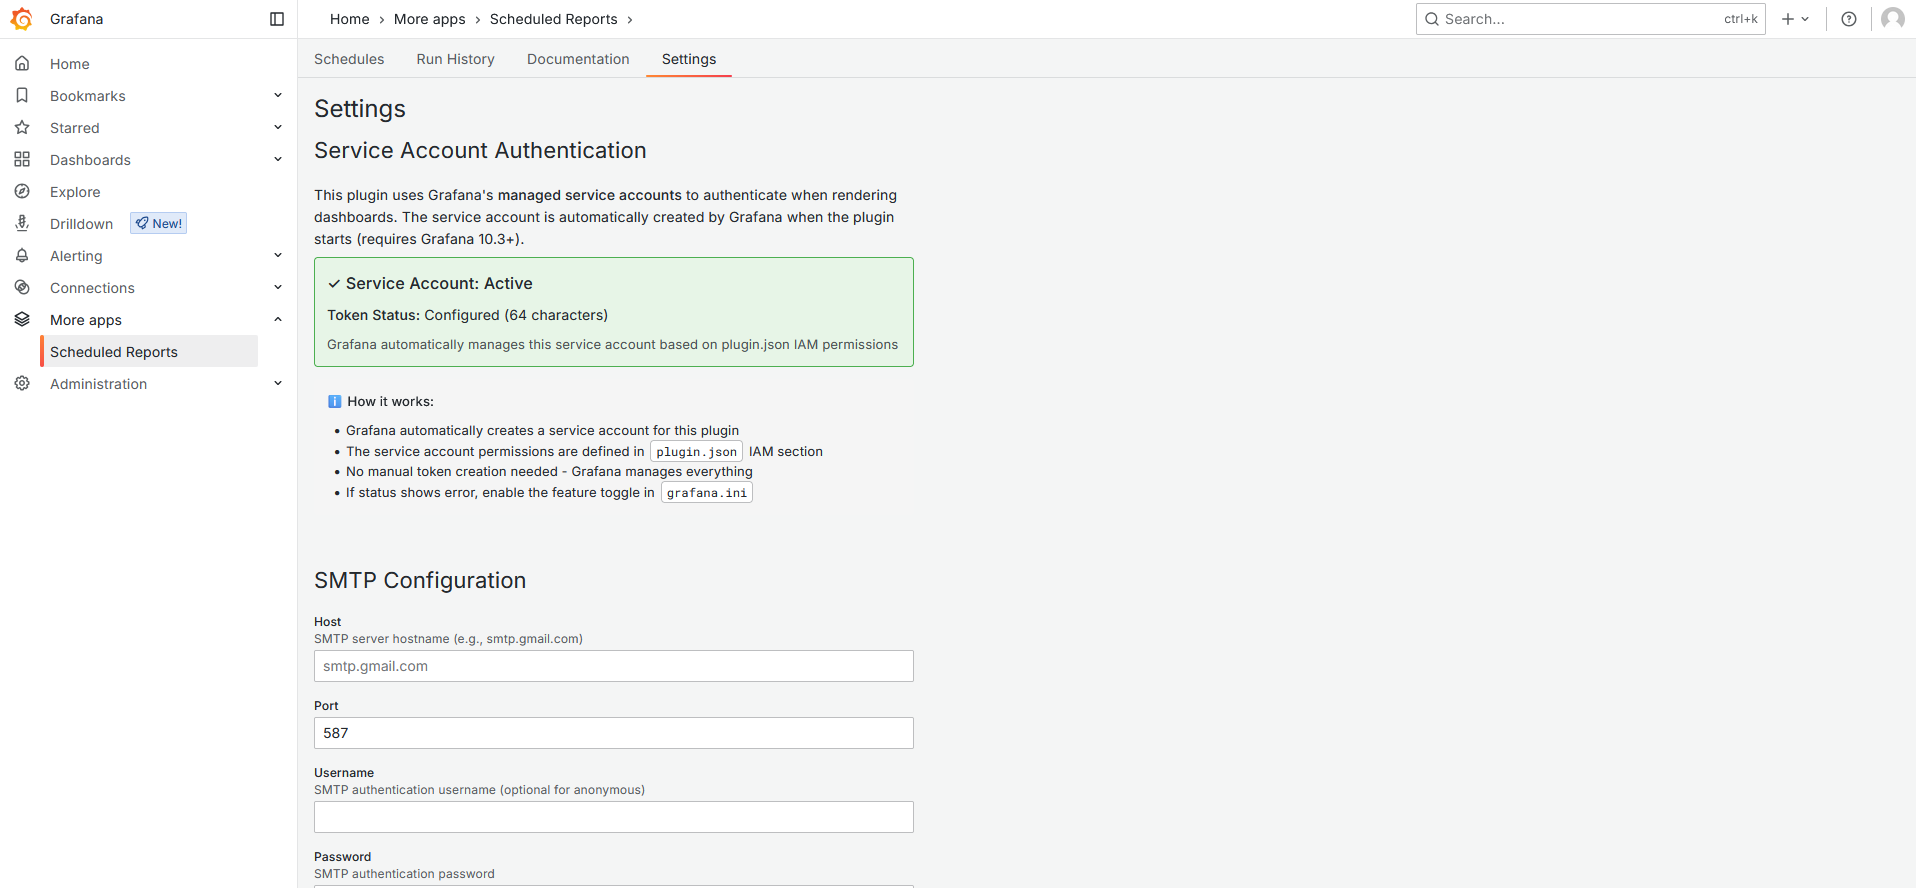 Grafana
Home
Bookmarks
Starred
Dashboards
Explore
Drilldown New!
Alerting
Connections
More apps
Scheduled Reports
Administration
Home › More apps › Scheduled Reports ›
Search... ctrl+k
Schedules Run History Documentation Settings
Settings
Service Account Authentication
This plugin uses Grafana's managed service accounts to authenticate when rendering
dashboards. The service account is automatically created by Grafana when the plugin
starts (requires Grafana 10.3+).
✓ Service Account: Active
Token Status: Configured (64 characters)
Grafana automatically manages this service account based on plugin.json IAM permissions
ℹ️ How it works:
• Grafana automatically creates a service account for this plugin
• The service account permissions are defined in plugin.json IAM section
• No manual token creation needed - Grafana manages everything
• If status shows error, enable the feature toggle in grafana.ini
SMTP Configuration
Host
SMTP server hostname (e.g., smtp.gmail.com)
smtp.gmail.com
Port
587
Username
SMTP authentication username (optional for anonymous)
Password
SMTP authentication password